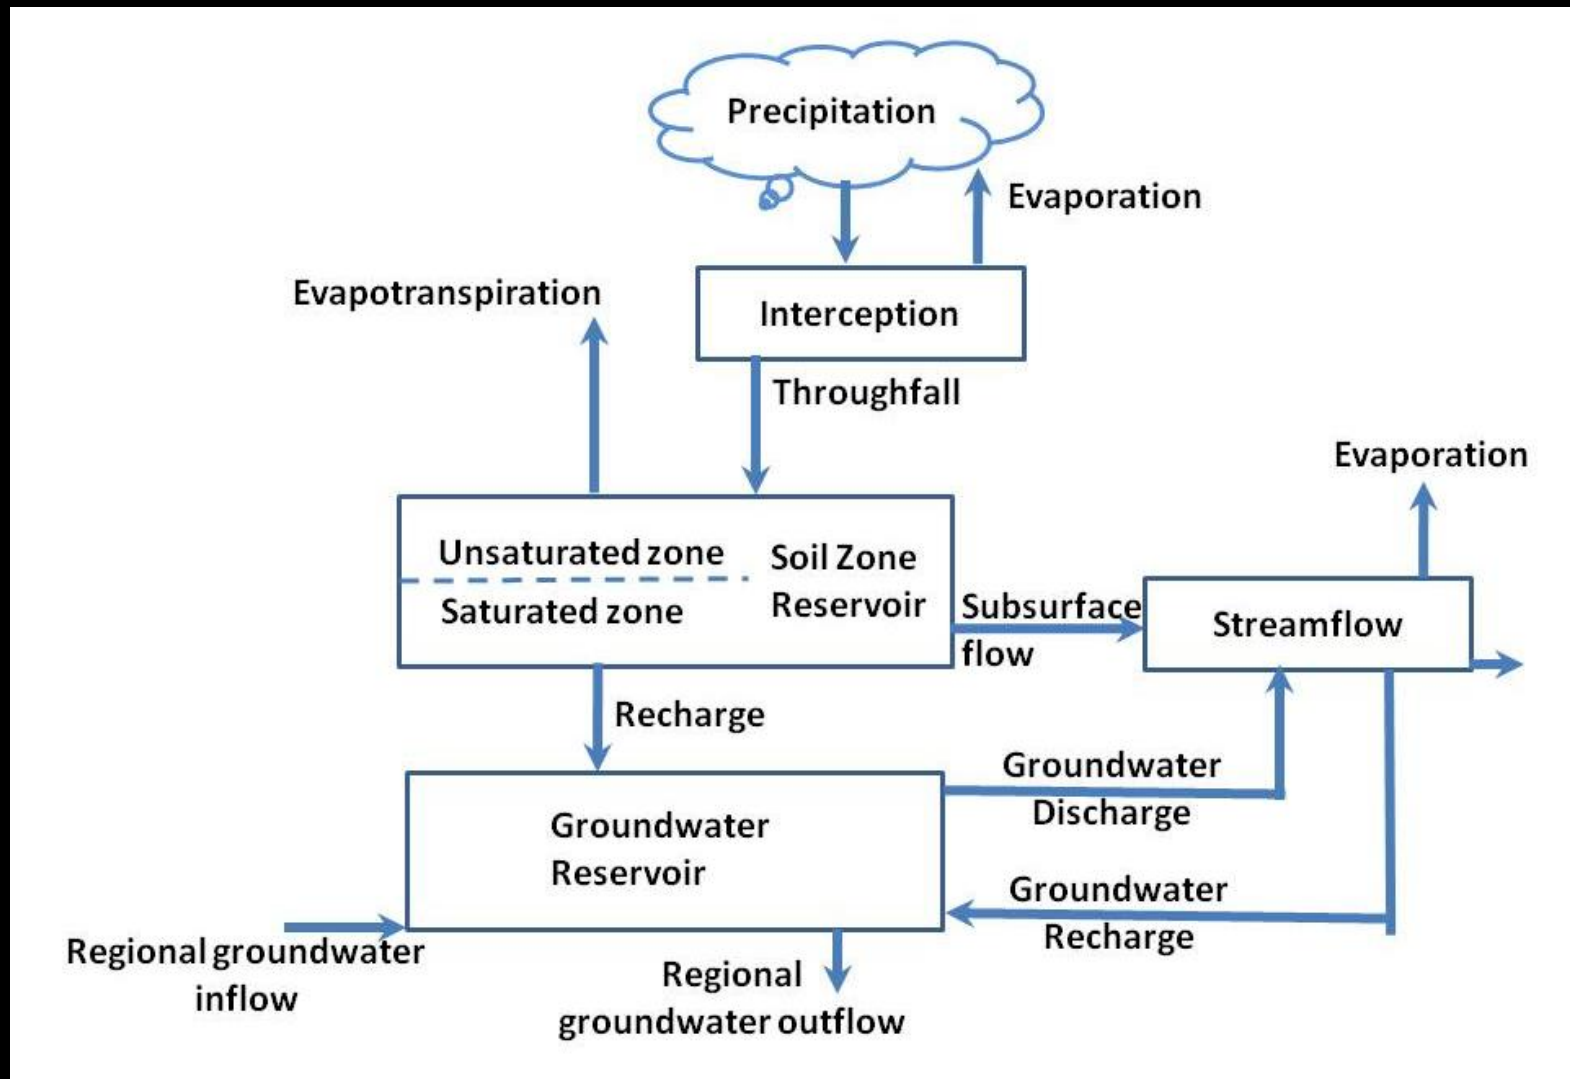 Precipitation
Evaporation
Evapotranspiration
Interception
Throughfall
Evaporation
Unsaturated zone
Saturated zone
Soil Zone
Reservoir
Subsurface
flow
Streamflow
Recharge
Groundwater
Discharge
Groundwater
Reservoir
Groundwater
Recharge
Regional groundwater
inflow
Regional
groundwater outflow